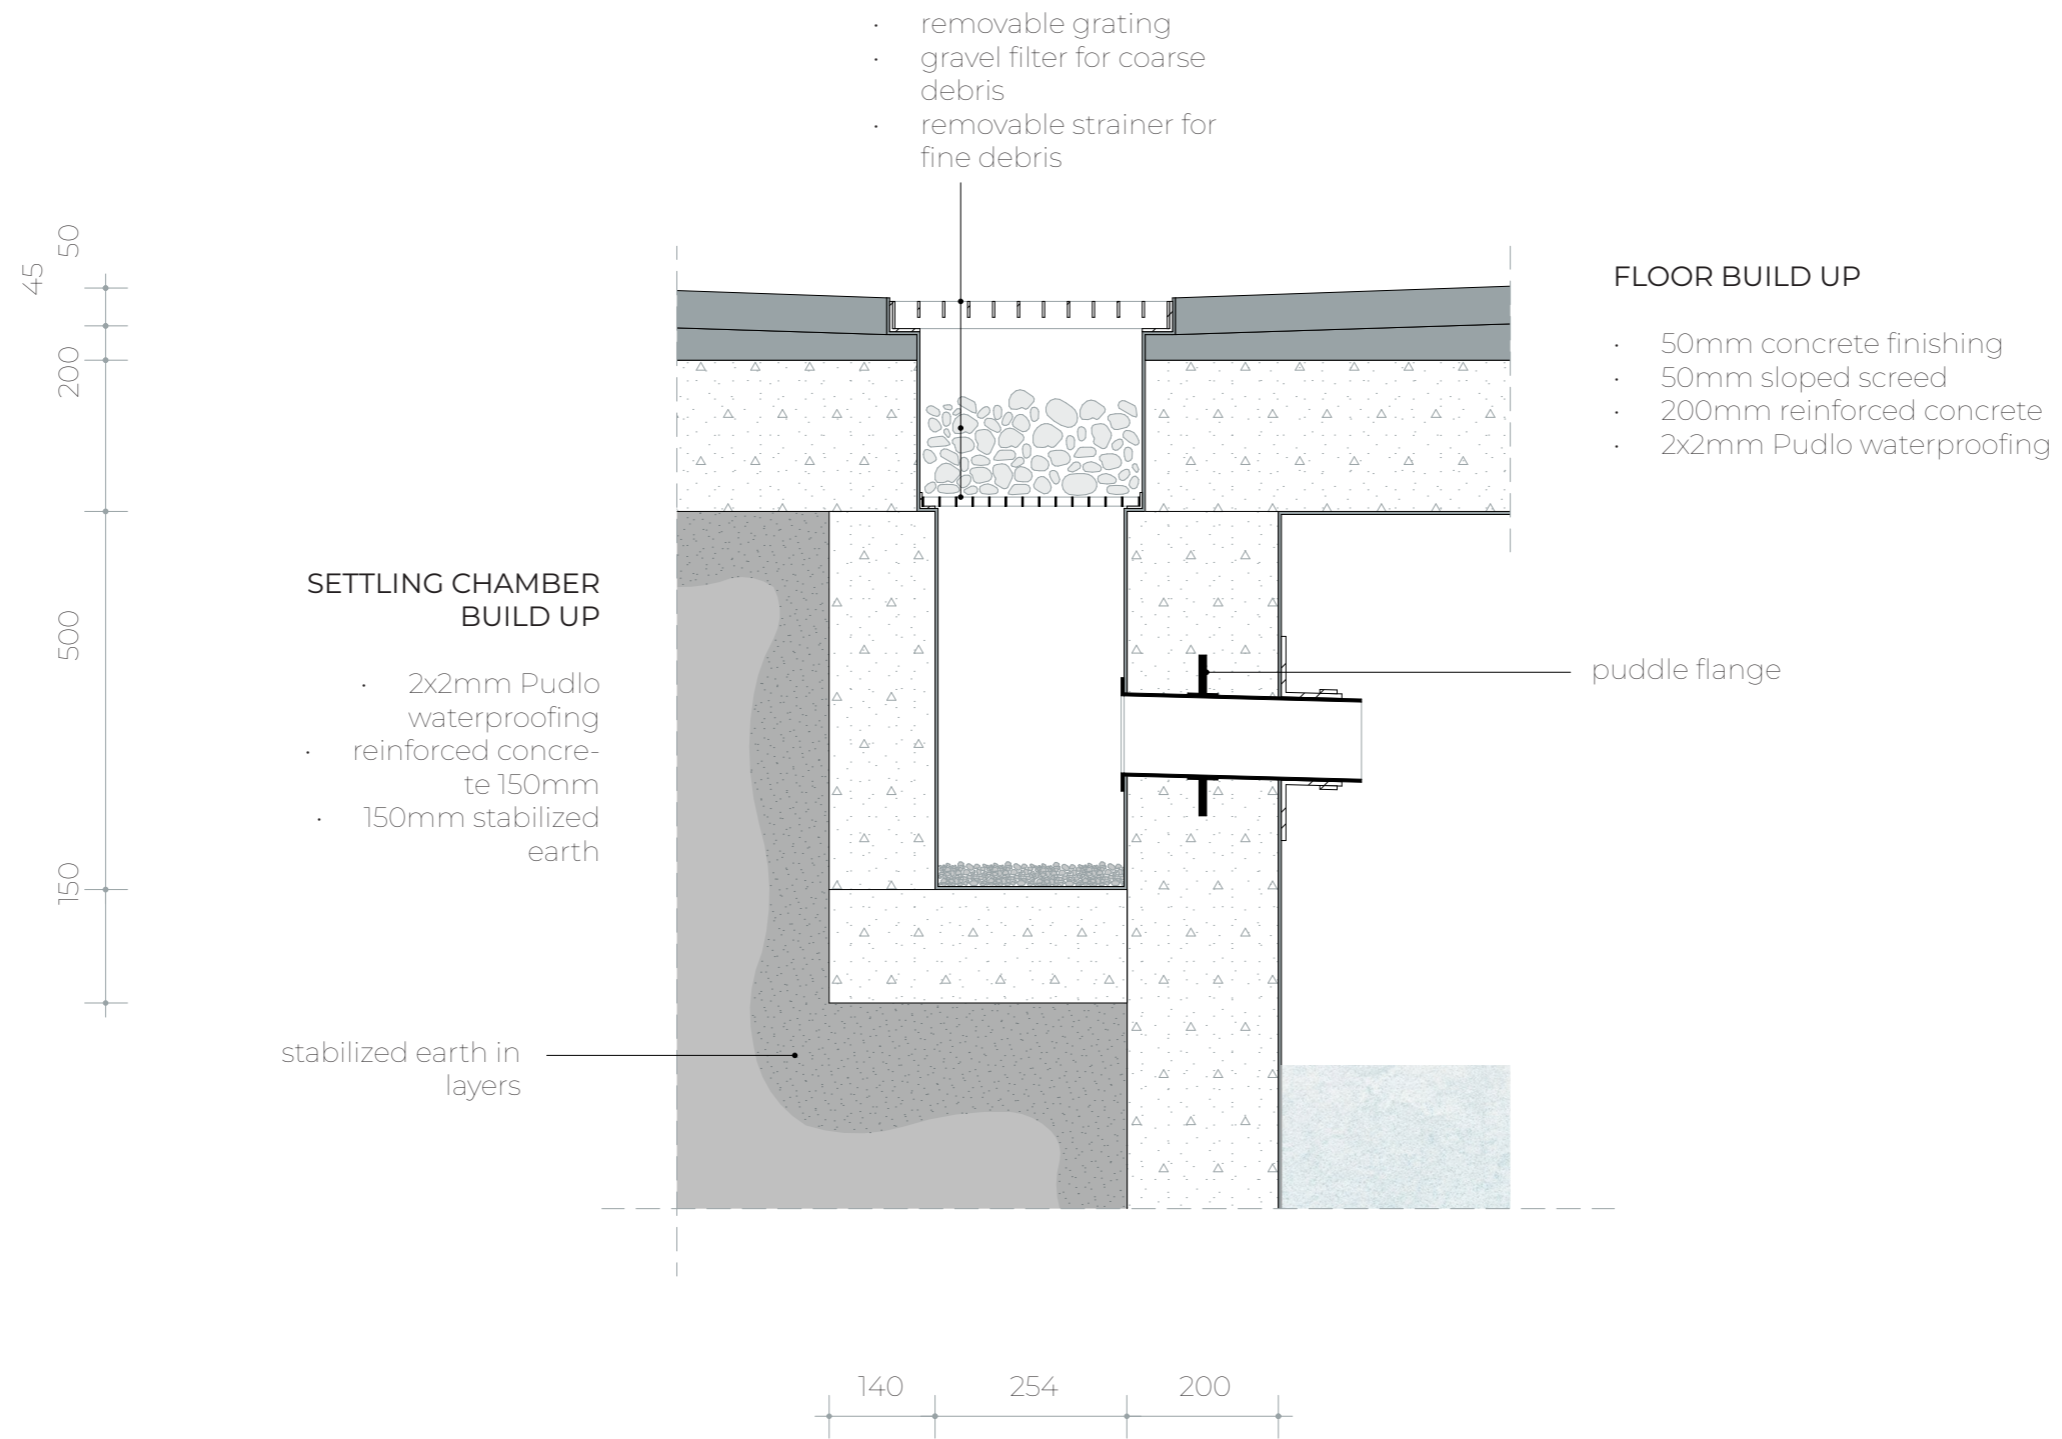 • removable grating
• gravel filter for coarse
debris
• removable strainer for
fine debris
50
45
200
500
150
FLOOR BUILD UP
• 50mm concrete finishing
• 50mm sloped screed
• 200mm reinforced concrete
• 2x2mm Pudlo waterproofing
SETTLING CHAMBER
BUILD UP
• 2x2mm Pudlo
waterproofing
• reinforced concre-
te 150mm
• 150mm stabilized
earth
puddle flange
stabilized earth in
layers
140
254
200